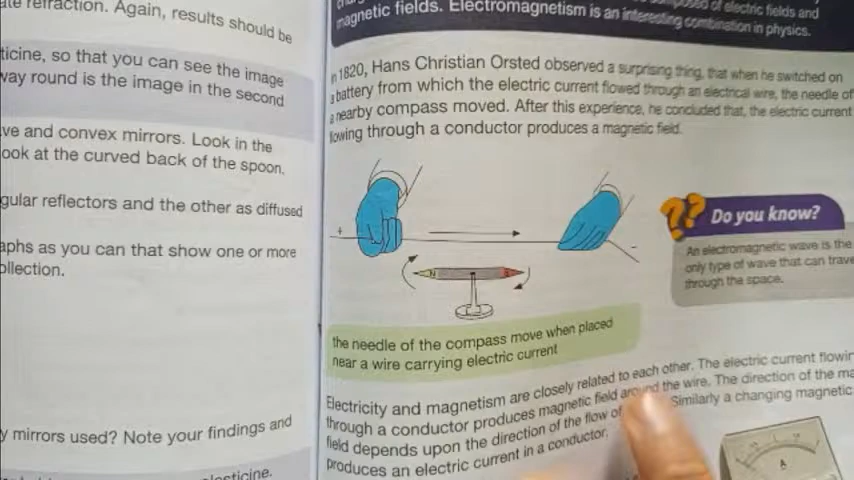 refraction. Again, results should be
ticine, so that you can see the image
way round is the image in the second
ve and convex mirrors. Look in the
ook at the curved back of the spoon.
gular reflectors and the other as diffused
aphs as you can that show one or more
ollection.
y mirrors used? Note your findings and
sticine.
of electric fields and
magnetic fields. Electromagnetism is an interesting combination in physics.
In 1820, Hans Christian Orsted observed a surprising thing, that when he switched on
a battery from which the electric current flowed through an electrical wire, the needle of
a nearby compass moved. After this experience, he concluded that, the electric current
flowing through a conductor produces a magnetic field.
+
−
the needle of the compass move when placed
near a wire carrying electric current
?? Do you know?
An electromagnetic wave is the
only type of wave that can trave
through the space.
Electricity and magnetism are closely related to each other. The electric current flowin
through a conductor produces magnetic field around the wire. The direction of the ma
field depends upon the direction of the flow of Similarly a changing magnetic
produces an electric current in a conductor.
A